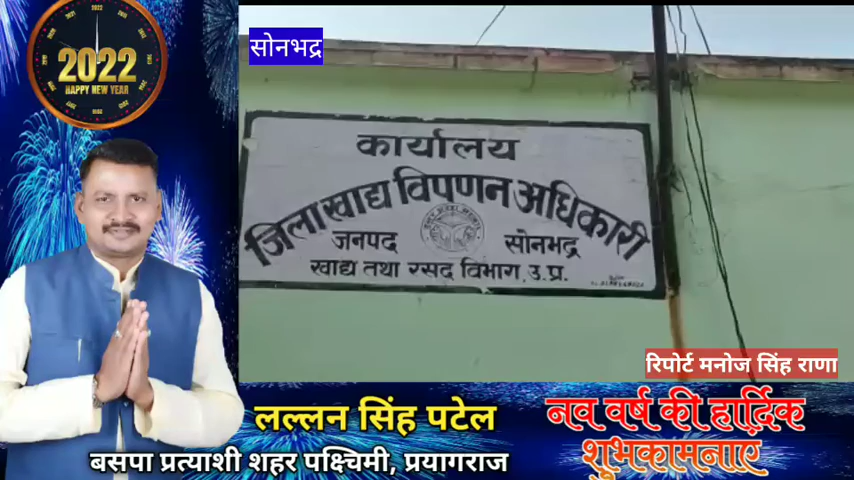 2022
HAPPY NEW YEAR
सोनभद्र
कार्यालय
जिला खाद्य विपणन अधिकारी
जनपद सोनभद्र
खाद्य तथा रसद विभाग, उ.प्र.
रिपोर्ट मनोज सिंह राणा
लल्लन सिंह पटेल
बसपा प्रत्याशी शहर पश्चिमी, प्रयागराज
नव वर्ष की हार्दिक
शुभकामनाएं